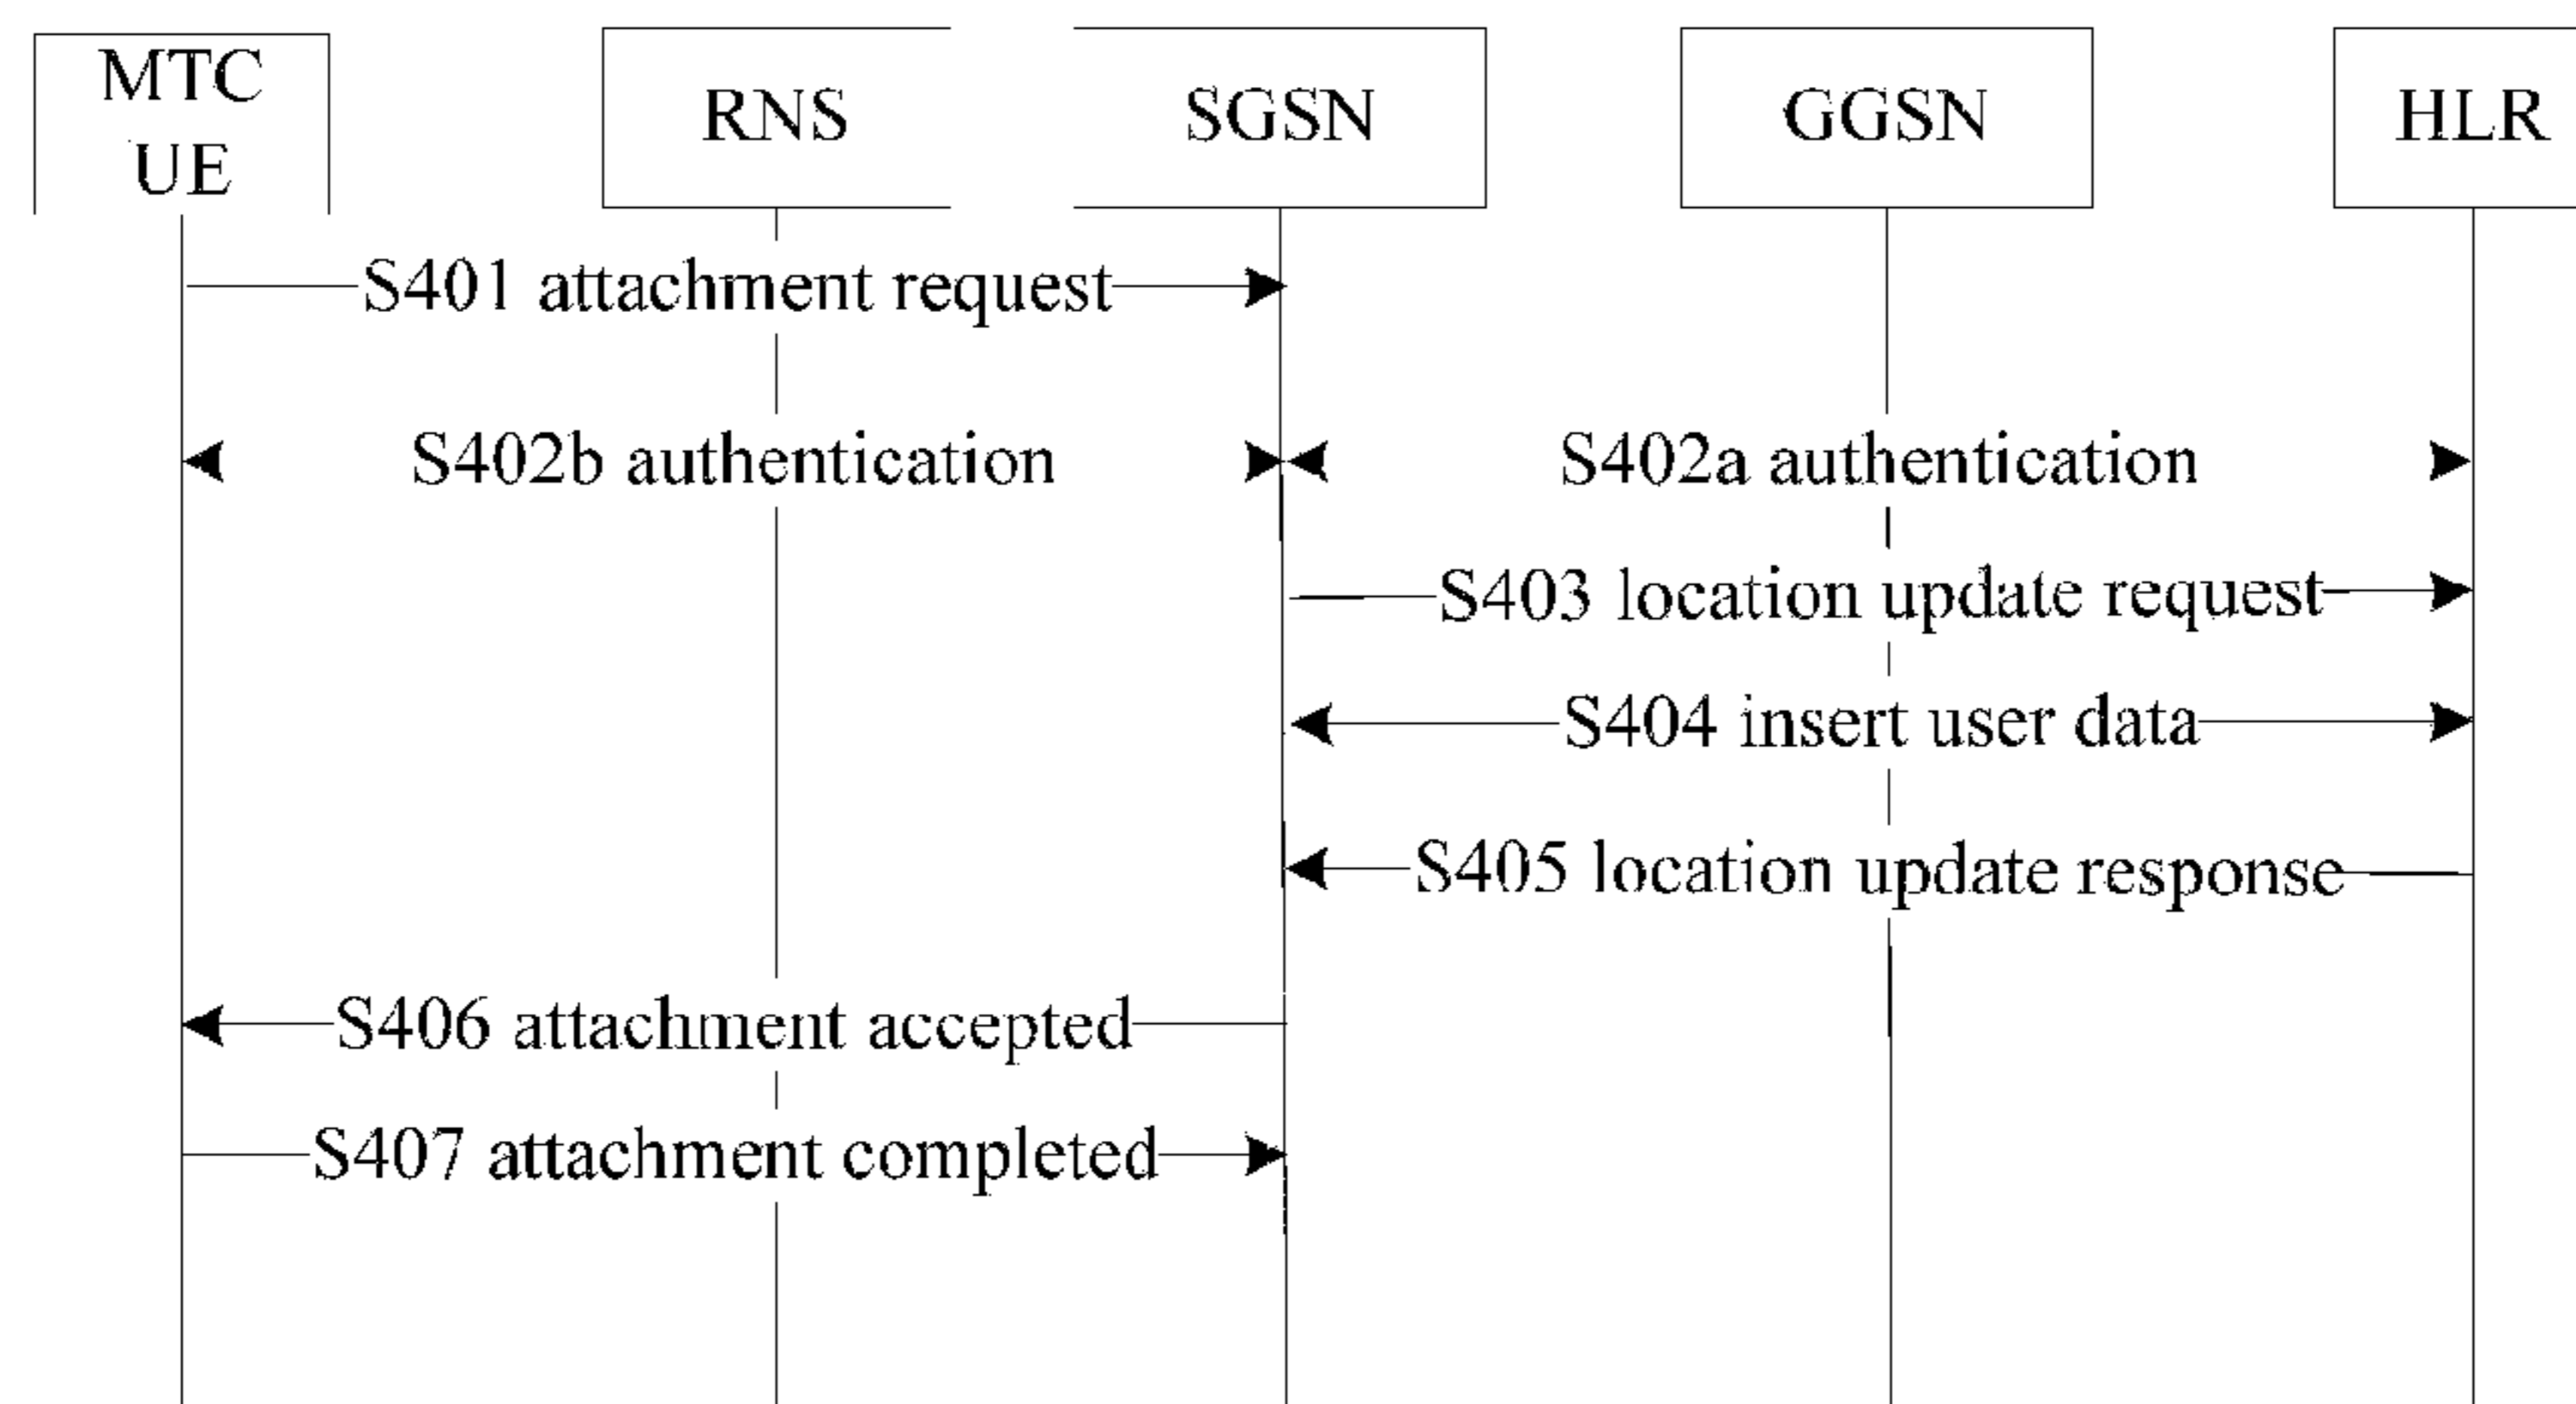 MTC
UE
RNS
SGSN
GGSN
HLR
S401 attachment request
S402b authentication
S402a authentication
S403 location update request
S404 insert user data
S405 location update response
S406 attachment accepted
S407 attachment completed